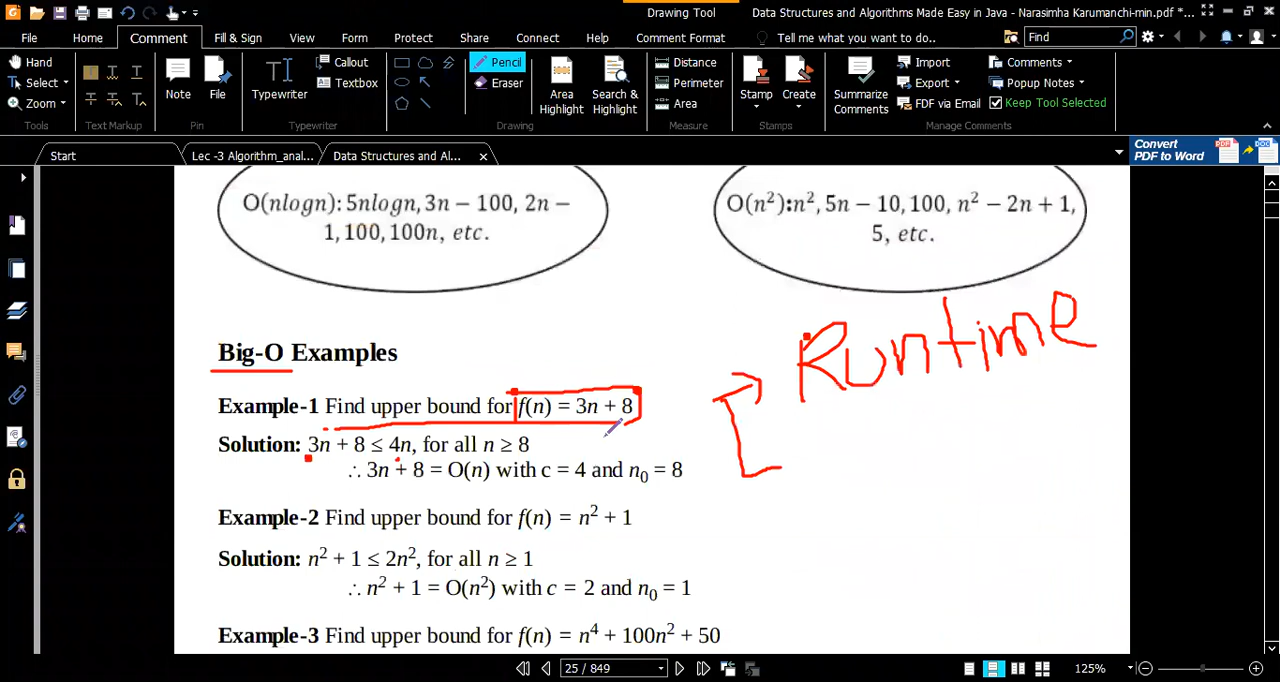 Drawing Tool
Data Structures and Algorithms Made Easy in Java - Narasimha Karumanchi-min.pdf * ...
File Home Comment Fill & Sign View Form Protect Share Connect Help Comment Format Tell me what you want to do.. Find
Hand
Select
Zoom
Tools
Text Markup
Note
File
Pin
Typewriter
Callout
Textbox
Typewriter
Pencil
Eraser
Drawing
Area Highlight
Search & Highlight
Distance
Perimeter
Area
Measure
Stamp
Create
Stamps
Summarize Comments
Import
Export
FDF via Email
Comments
Popup Notes
Keep Tool Selected
Manage Comments
Start
Lec -3 Algorithm_anal...
Data Structures and Al...
Convert PDF to Word
O(nlogn): 5nlogn, 3n − 100, 2n −
1, 100, 100n, etc.
O(n²): n², 5n − 10, 100, n² − 2n + 1,
5, etc.
Runtime
Big-O Examples
Example-1 Find upper bound for f(n) = 3n + 8
Solution: 3n + 8 ≤ 4n, for all n ≥ 8
∴ 3n + 8 = O(n) with c = 4 and n₀ = 8
Example-2 Find upper bound for f(n) = n² + 1
Solution: n² + 1 ≤ 2n², for all n ≥ 1
∴ n² + 1 = O(n²) with c = 2 and n₀ = 1
Example-3 Find upper bound for f(n) = n⁴ + 100n² + 50
25 / 849
125%